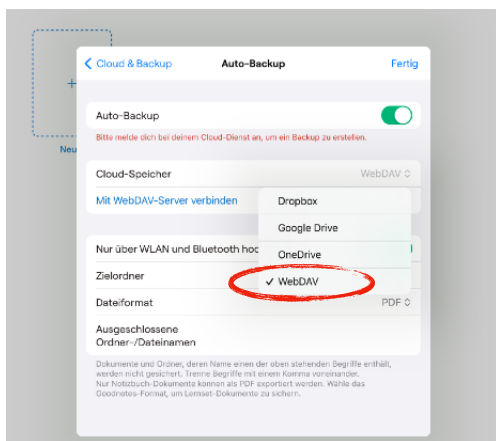 Cloud & Backup
Auto-Backup
Fertig
Auto-Backup
Bitte melde dich bei deinem Cloud-Dienst an, um ein Backup zu erstellen.
Neu
Cloud-Speicher
WebDAV
Mit WebDAV-Server verbinden
Dropbox
Google Drive
Nur über WLAN und Bluetooth hoc
OneDrive
Zielordner
✓ WebDAV
Dateiformat
PDF
Ausgeschlossene
Ordner-/Dateinamen
Dokumente und Ordner, deren Name einen der oben stehenden Begriffe enthält,
werden nicht gesichert. Trenne Begriffe mit einem Komma voneinander.
Nur Notizbuch-Dokumente können als PDF exportiert werden. Wähle das
Goodnotes-Format, um Lernset-Dokumente zu sichern.